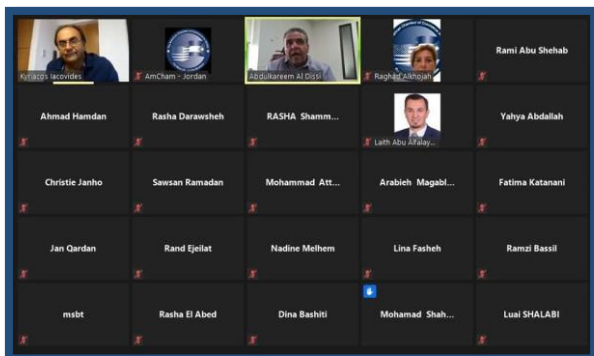 Kyriacos Iacovides
AmCham - Jordan
Abdulkareem Al Dissi
Raghad Alkhojah
Rami Abu Shehab
Ahmad Hamdan
Rasha Darawsheh
RASHA Shamm...
Laith Abu Alfalay...
Yahya Abdallah
Christie Janho
Sawsan Ramadan
Mohammad Att...
Arabieh Magabl...
Fatima Katanani
Jan Qardan
Rand Ejeilat
Nadine Melhem
Lina Fasheh
Ramzi Bassil
msbt
Rasha El Abed
Dina Bashiti
Mohamad Shah...
Luai SHALABI